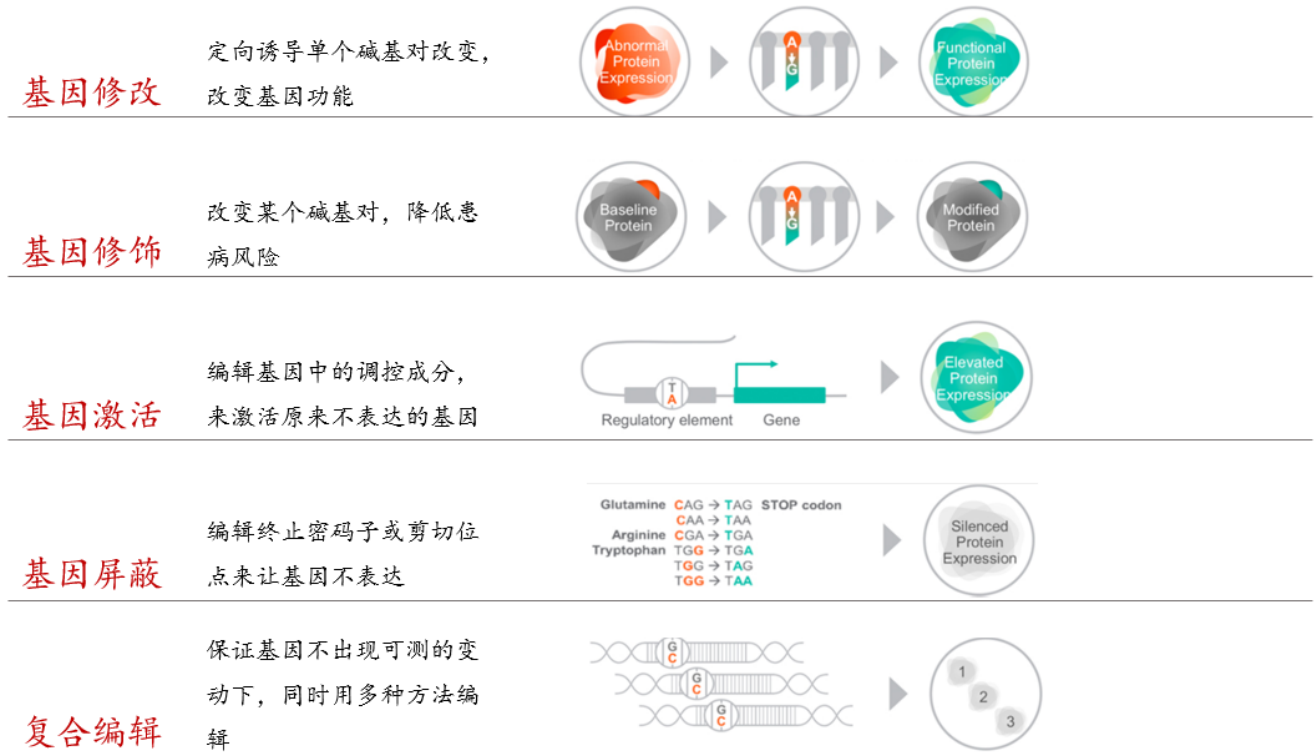 定向诱导单个碱基对改变，
改变基因功能
基因修改
Abnormal
Protein
Expression
A
G
Functional
Protein
Expression
改变某个碱基对，降低患
病风险
基因修饰
Baseline
Protein
A
G
Modified
Protein
编辑基因中的调控成分，
来激活原来不表达的基因
基因激活
T
A
Regulatory element
Gene
Elevated
Protein
Expression
编辑终止密码子或剪切位
点来让基因不表达
基因屏蔽
Glutamine CAG → TAG STOP codon
CAA → TAA
Arginine CGA → TGA
Tryptophan TGG → TGA
TGG → TAG
TGG → TAA
Silenced
Protein
Expression
保证基因不出现可测的变
动下，同时用多种方法编
辑
复合编辑
G
C
G
C
G
C
1
2
3